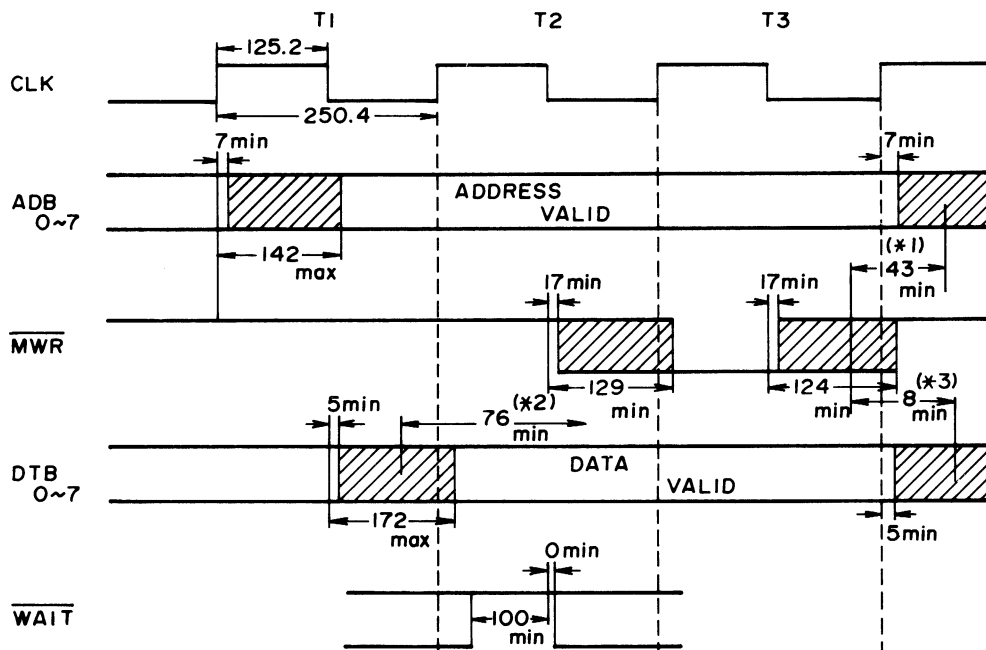 T1 T2 T3
125.2
CLK
250.4
7min 7min
ADB
0~7
ADDRESS
VALID
142
max
(*1)
143
min
17min 17min
MWR
129
min
124
min
(*3)
8
min
5min
(*2)
76
min
DTB
0~7
DATA
VALID
172
max
5min
0min
WAIT
100
min